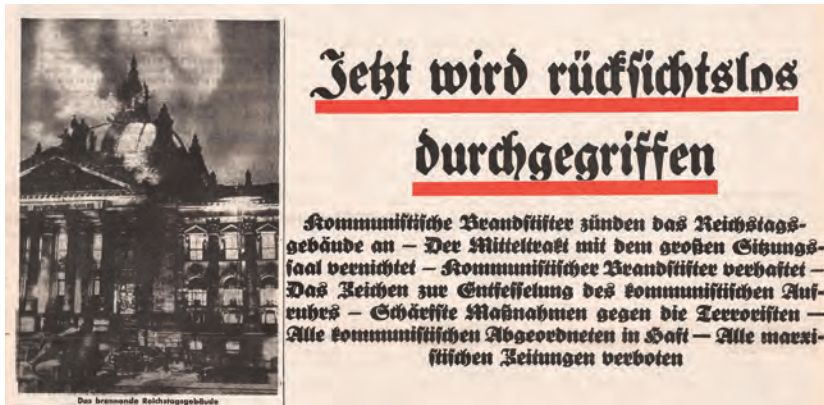 Jetzt wird rücksichtslos
durchgegriffen
Kommunistische Brandstifter zünden das Reichstags-
gebäude an – Der Mitteltrakt mit dem großen Sitzungs-
saal vernichtet – Kommunistischer Brandstifter verhaftet –
Das Zeichen zur Entfesselung des kommunistischen Auf-
ruhrs – Schärfste Maßnahmen gegen die Terroristen –
Alle kommunistischen Abgeordneten in Haft – Alle marxi-
stischen Zeitungen verboten
Das brennende Reichstagsgebäude